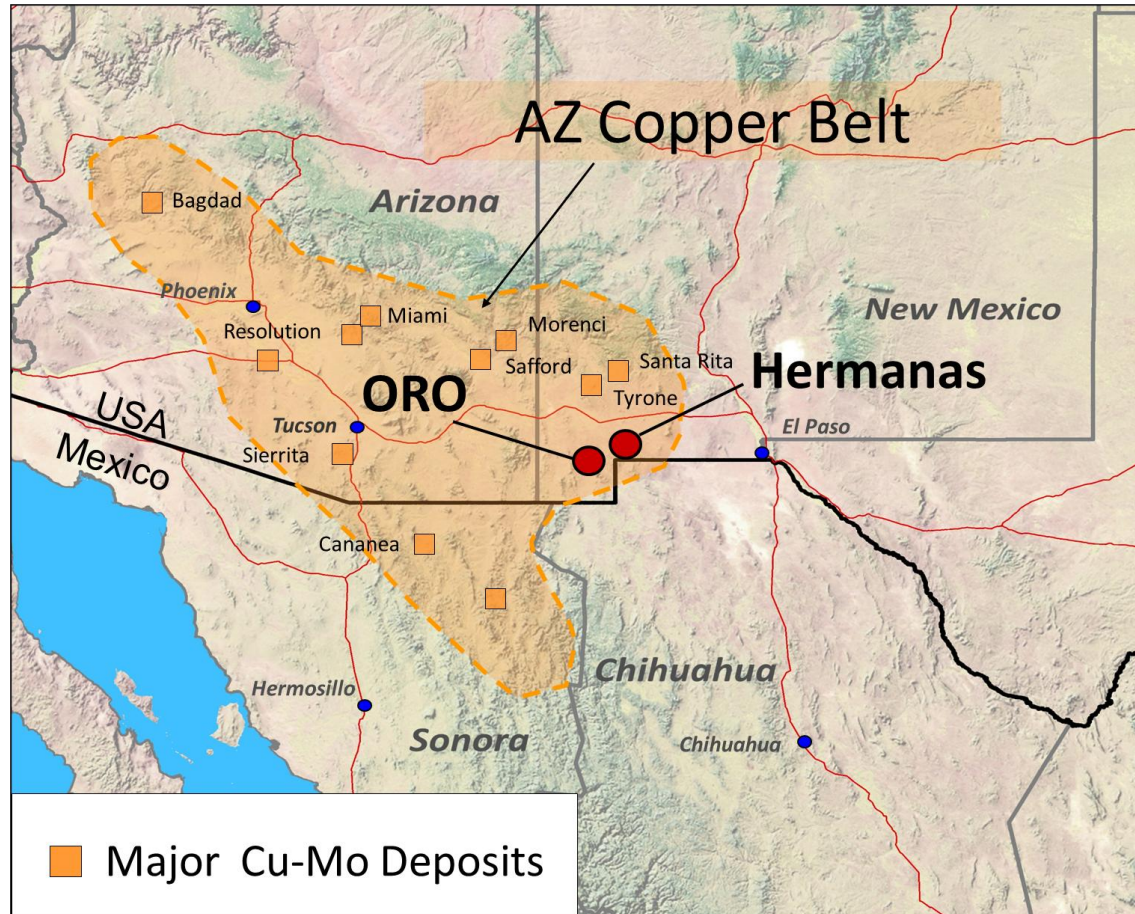 AZ Copper Belt
Bagdad
Arizona
Phoenix
Miami
New Mexico
Resolution
Morenci
Safford
Santa Rita
Hermanas
ORO
Tyrone
USA
Tucson
El Paso
Sierrita
Mexico
Cananea
Chihuahua
Hermosillo
Sonora
Chihuahua
Major Cu-Mo Deposits